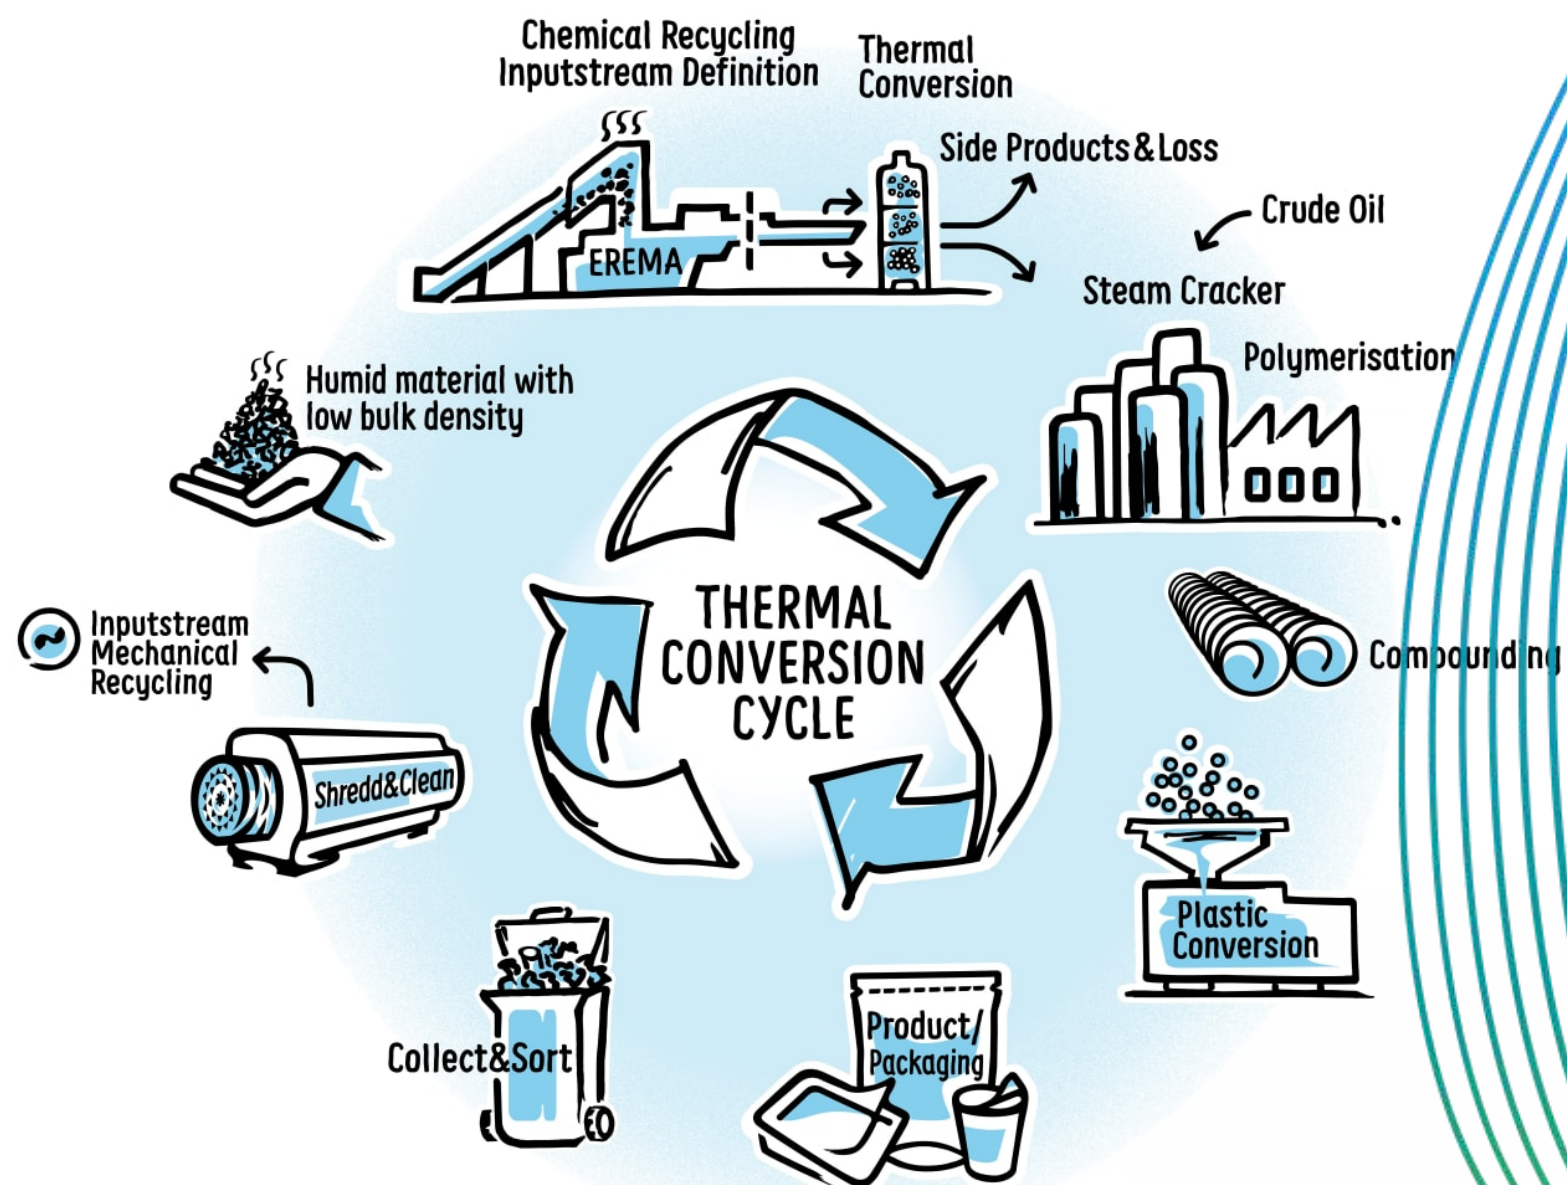 Chemical Recycling
Inputstream Definition
Thermal
Conversion
Side Products & Loss
Crude Oil
EREMA
Steam Cracker
Polymerisation
Humid material with
low bulk density
THERMAL
CONVERSION
CYCLE
Inputstream
Mechanical
Recycling
Compounding
Shredd&Clean
Plastic
Conversion
Product/
Packaging
Collect&Sort